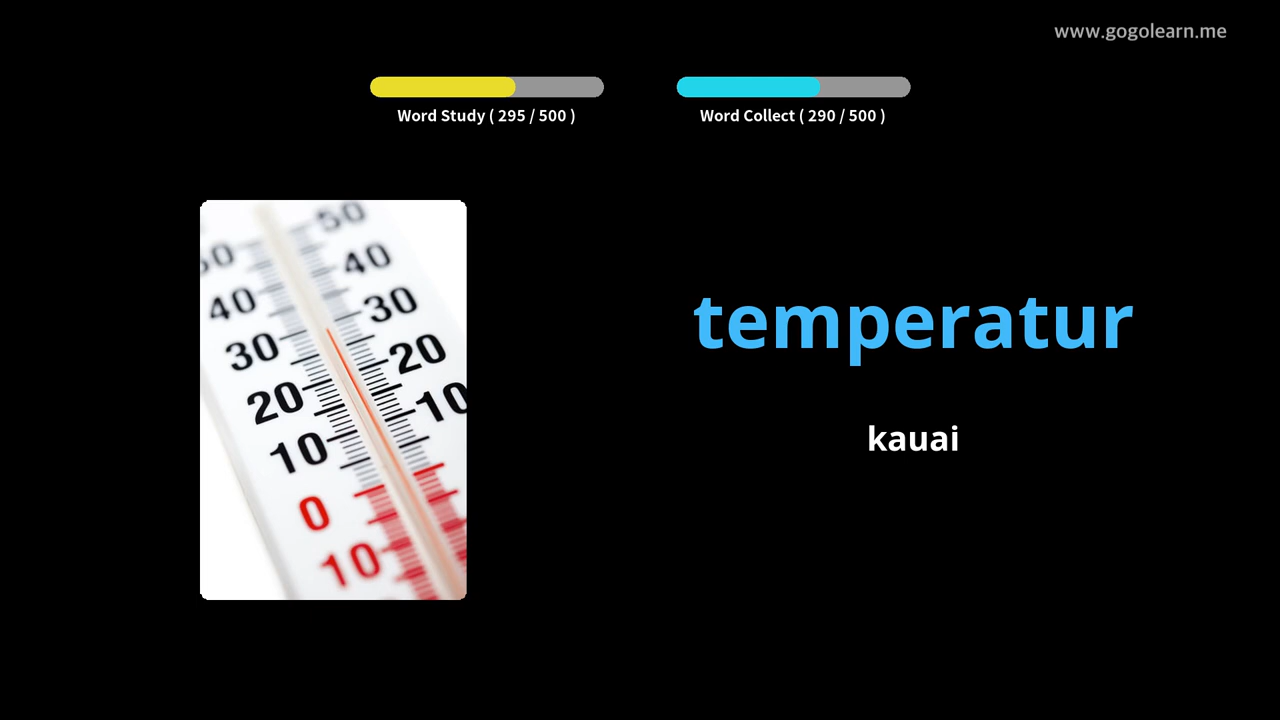 www.gogolearn.me
Word Study ( 295 / 500 )
Word Collect ( 290 / 500 )
50
40
30
20
10
40
30
20
10
0
10
temperatur
kauai